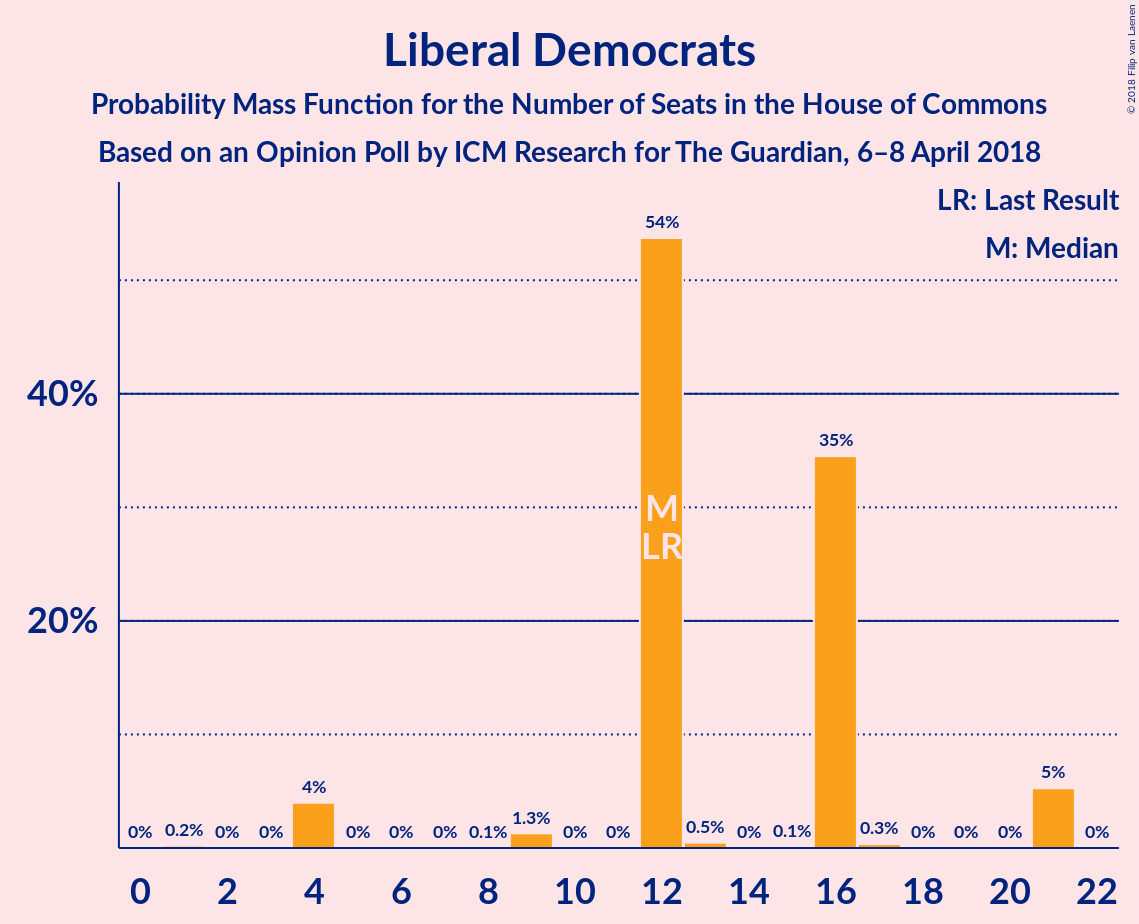 Liberal Democrats
Probability Mass Function for the Number of Seats in the House of Commons
Based on an Opinion Poll by ICM Research for The Guardian, 6–8 April 2018
© 2018 Filip van Laenen
LR: Last Result
M: Median
54%
40%
35%
M
LR
20%
5%
4%
0% 0.2% 0% 0% 0% 0% 0% 0.1% 1.3% 0% 0% 0.5% 0% 0.1% 0.3% 0% 0% 0% 0%
0 2 4 6 8 10 12 14 16 18 20 22